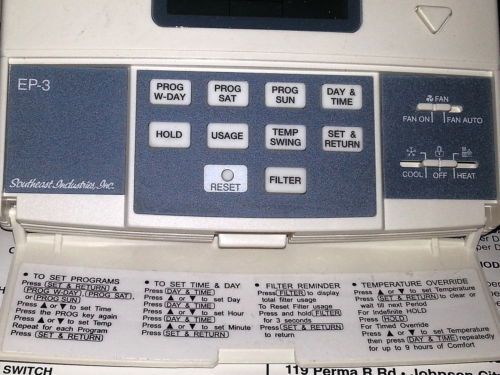 EP-3
PROG W-DAY
PROG SAT
PROG SUN
DAY & TIME
HOLD
USAGE
TEMP SWING
SET & RETURN
RESET
FILTER
Southeast Industries, Inc.
FAN
FAN ON
FAN AUTO
COOL
OFF
HEAT
• TO SET PROGRAMS
Press (SET & RETURN) &
(PROG W-DAY), (PROG SAT),
or (PROG SUN)
Press ▲ or ▼ to set Time
Press the PROG key again
Press ▲ or ▼ to set Temp
Repeat for each Program
Press (SET & RETURN)
• TO SET TIME & DAY:
Press (DAY & TIME)
Press ▲ or ▼ to set Day
Press (DAY & TIME)
Press ▲ or ▼ to set Hour
Press (DAY & TIME)
Press ▲ or ▼ to set Minute
Press (SET & RETURN)
• FILTER REMINDER
Press (FILTER) to display
total filter usage
To Reset Filter usage
Press and hold (FILTER)
for 3 seconds
Press (SET & RETURN)
to return
• TEMPERATURE OVERRIDE
Press ▲ or ▼ to set Temperature
Press (SET & RETURN) to clear or
wait till next Period
For Indefinite HOLD
Press (HOLD)
For Timed Override
Press ▲ or ▼ to set Temperature
then press (DAY & TIME) repeatedly
for up to 9 hours of Comfort
SWITCH
119 Perma R Rd • Johnson